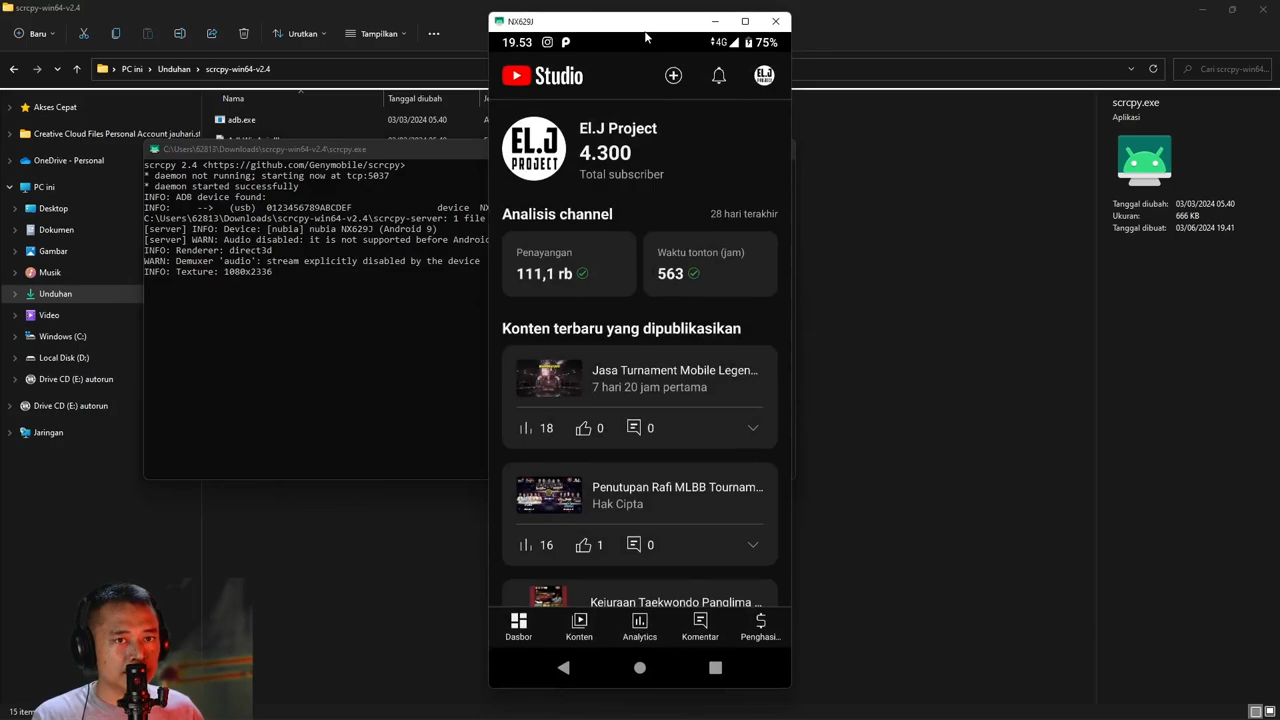 scrcpy-win64-v2.4
Baru
Urutkan
Tampilkan
PC ini > Unduhan > scrcpy-win64-v2.4
Cari scrcpy-win64-...
Akses Cepat
Creative Cloud Files Personal Account jauhari.st
OneDrive - Personal
PC ini
Desktop
Dokumen
Gambar
Musik
Unduhan
Video
Windows (C:)
Local Disk (D:)
Drive CD (E:) autorun
Drive CD (E:) autorun
Jaringan
Nama
Tanggal diubah
adb.exe
03/03/2024 05.40
C:\Users\62813\Downloads\scrcpy-win64-v2.4\scrcpy.exe
scrcpy 2.4 <https://github.com/Genymobile/scrcpy>
* daemon not running; starting now at tcp:5037
* daemon started successfully
INFO: ADB device found:
INFO: --> (usb) 0123456789ABCDEF device NX
C:\Users\62813\Downloads\scrcpy-win64-v2.4\scrcpy-server: 1 file
[server] INFO: Device: [nubia] nubia NX629J (Android 9)
[server] WARN: Audio disabled: it is not supported before Android
INFO: Renderer: direct3d
WARN: Demuxer 'audio': stream explicitly disabled by the device
INFO: Texture: 1080x2336
NX629J
19.53
4G
75%
Studio
EL.J
PROJECT
EL.J
PROJECT
El.J Project
4.300
Total subscriber
Analisis channel
28 hari terakhir
Penayangan
111,1 rb
Waktu tonton (jam)
563
Konten terbaru yang dipublikasikan
Jasa Turnament Mobile Legen...
7 hari 20 jam pertama
18
0
0
Penutupan Rafi MLBB Tournam...
Hak Cipta
16
1
0
Kejuraan Taekwondo Panglima ...
Dasbor
Konten
Analytics
Komentar
Penghasi...
scrcpy.exe
Aplikasi
Tanggal diubah: 03/03/2024 05.40
Ukuran: 666 KB
Tanggal dibuat: 03/06/2024 19.41